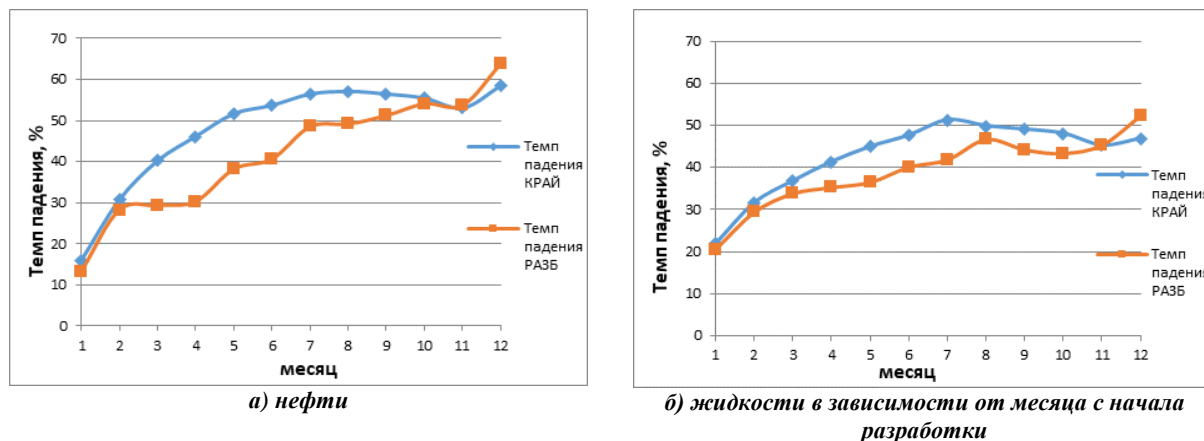 70
60
50
40
30
20
10
0
Темп падения, %
1 2 3 4 5 6 7 8 9 10 11 12
месяц
Темп
падения
КРАЙ
Темп
падения
РАЗБ
а) нефти
70
60
50
40
30
20
10
0
Темп падения, %
1 2 3 4 5 6 7 8 9 10 11 12
месяц
Темп
падения
КРАЙ
Темп
падения
РАЗБ
б) жидкости в зависимости от месяца с начала
разработки